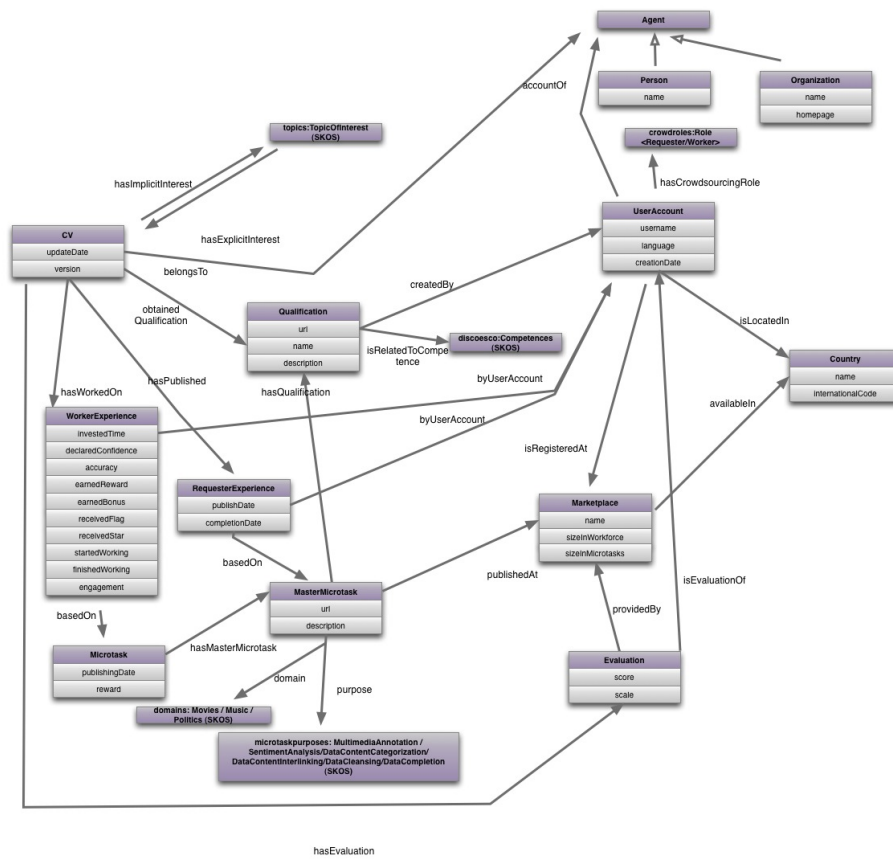 Agent
accountOf
Person
name
Organization
name
homepage
topics:TopicOfInterest
(SKOS)
crowdroles:Role
<Requester/Worker>
hasImplicitInterest
hasCrowdsourcingRole
CV
updateDate
version
hasExplicitInterest
belongsTo
UserAccount
username
language
creationDate
createdBy
obtained
Qualification
Qualification
url
name
description
isRelatedToCompe
tence
discoesco:Competences
(SKOS)
isLocatedIn
Country
name
internationalCode
hasWorkedOn
hasPublished
hasQualification
byUserAccount
byUserAccount
availableIn
WorkerExperience
investedTime
declaredConfidence
accuracy
earnedReward
earnedBonus
receivedFlag
receivedStar
startedWorking
finishedWorking
engagement
isRegisteredAt
RequesterExperience
publishDate
completionDate
Marketplace
name
sizeInWorkforce
sizeInMicrotasks
basedOn
publishedAt
isEvaluationOf
MasterMicrotask
url
description
basedOn
providedBy
hasMasterMicrotask
Microtask
publishingDate
reward
Evaluation
score
scale
domain
purpose
domains: Movies / Music /
Politics (SKOS)
microtaskpurposes: MultimediaAnnotation /
SentimentAnalysis/DataContentCategorization/
DataContentInterlinking/DataCleansing/DataCompletion
(SKOS)
hasEvaluation